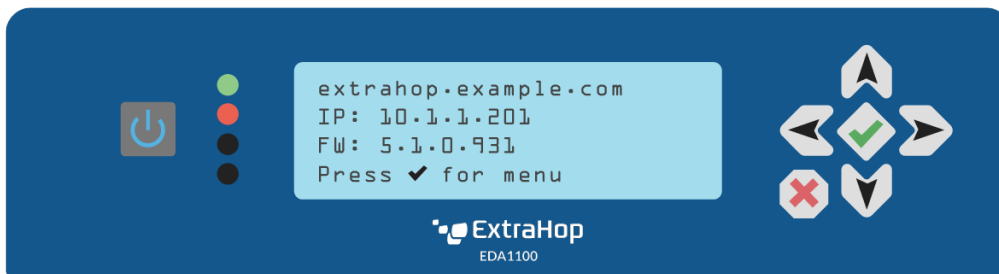 extrahop.example.com
IP: 10.1.1.201
FW: 5.1.0.931
Press ✔ for menu
ExtraHop
EDA1100